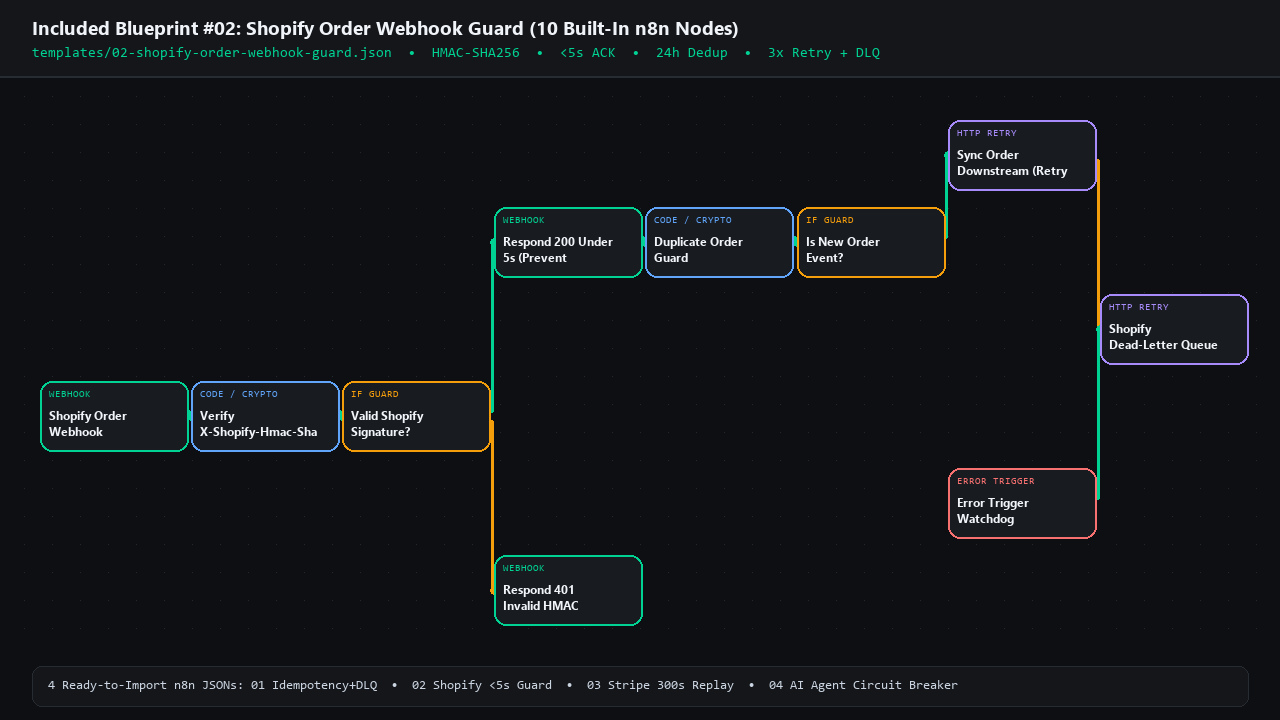 Included Blueprint #02: Shopify Order Webhook Guard (10 Built-In n8n Nodes)
templates/02-shopify-order-webhook-guard.json • HMAC-SHA256 • <5s ACK • 24h Dedup • 3x Retry + DLQ
HTTP RETRY
Sync Order
Downstream (Retry
WEBHOOK
Respond 200 Under
5s (Prevent
CODE / CRYPTO
Duplicate Order
Guard
IF GUARD
Is New Order
Event?
HTTP RETRY
Shopify
Dead-Letter Queue
WEBHOOK
Shopify Order
Webhook
CODE / CRYPTO
Verify
X-Shopify-Hmac-Sha
IF GUARD
Valid Shopify
Signature?
ERROR TRIGGER
Error Trigger
Watchdog
WEBHOOK
Respond 401
Invalid HMAC
4 Ready-to-Import n8n JSONs: 01 Idempotency+DLQ • 02 Shopify <5s Guard • 03 Stripe 300s Replay • 04 AI Agent Circuit Breaker